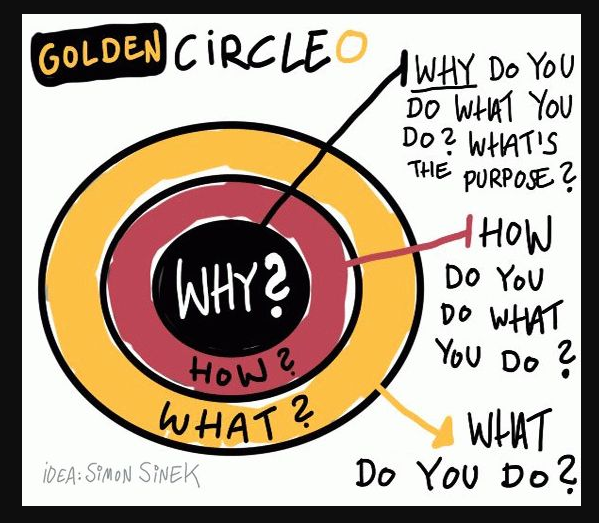 GOLDEN CiRCLE
WHY DO YOU
DO WHAT YOU
DO? WHAT'S
THE PURPOSE?
WHY?
HOW
DO YOU
DO WHAT
YOU DO?
HOW?
WHAT?
WHAT
DO YOU DO?
iDEA: SiMON SiNEK